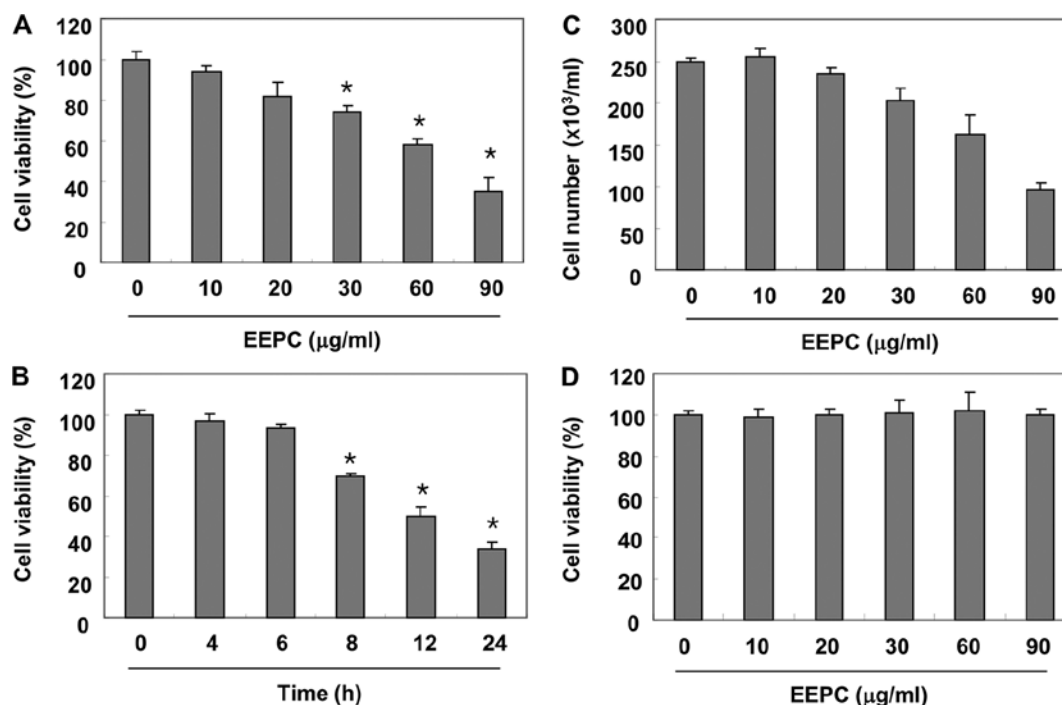 A
Cell viability (%)
120
100
80
60
40
20
0
*
*
*
0 10 20 30 60 90
EEPC (μg/ml)
C
Cell number (x10³/ml)
300
250
200
150
100
50
0
0 10 20 30 60 90
EEPC (μg/ml)
B
Cell viability (%)
120
100
80
60
40
20
0
*
*
*
0 4 6 8 12 24
Time (h)
D
Cell viability (%)
120
100
80
60
40
20
0
0 10 20 30 60 90
EEPC (μg/ml)